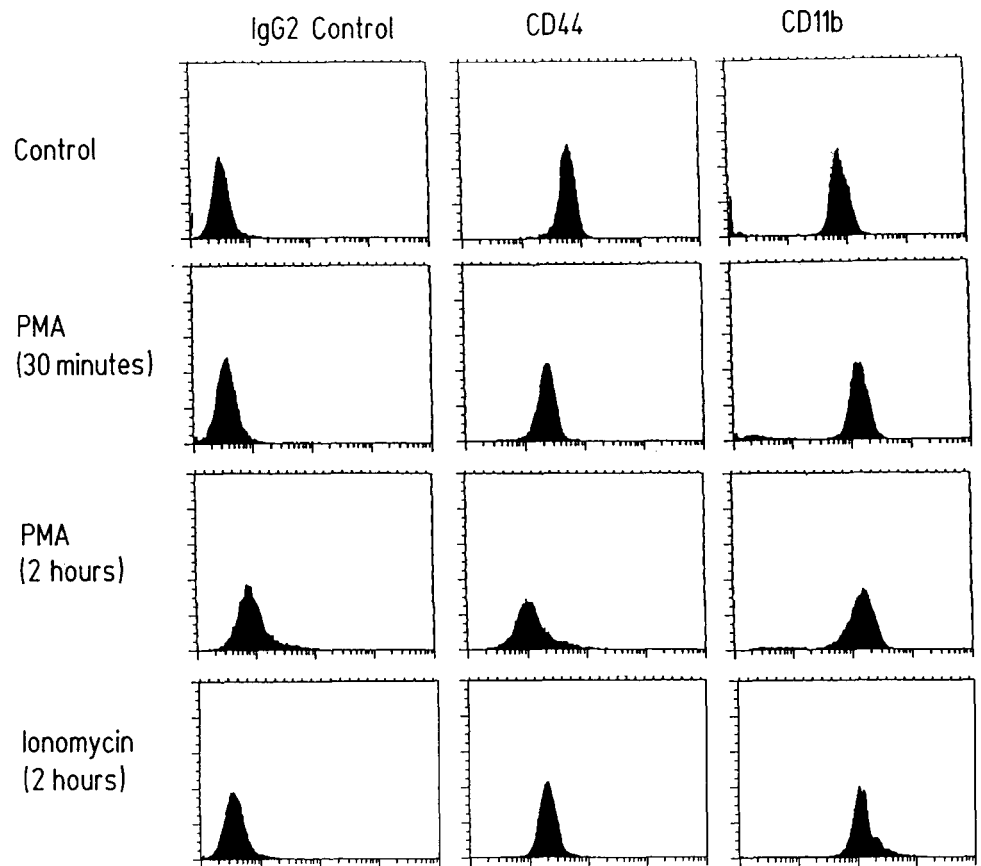 IgG2 Control CD44 CD11b
Control
PMA
(30 minutes)
PMA
(2 hours)
Ionomycin
(2 hours)